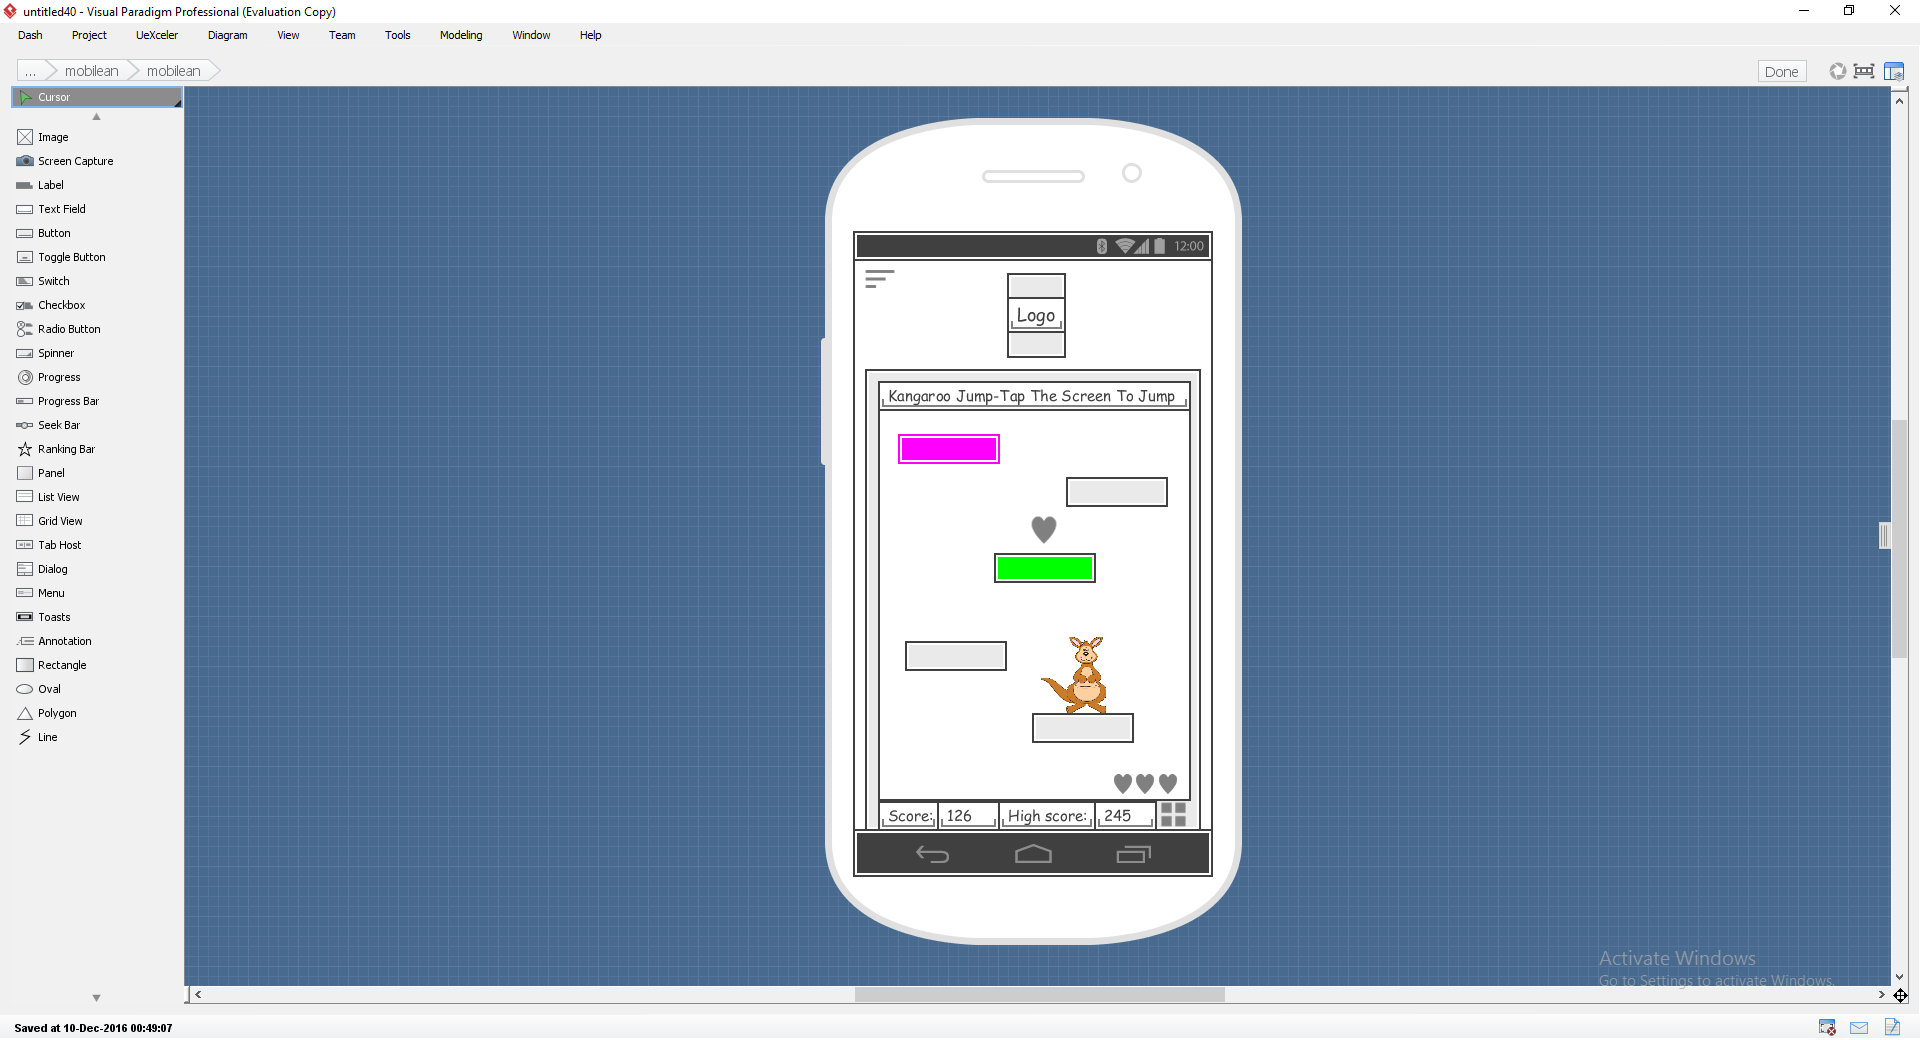 untitled40 - Visual Paradigm Professional (Evaluation Copy)
Dash Project UeXceler Diagram View Team Tools Modeling Window Help
... mobilean mobilean Done
Cursor
Image
Screen Capture
Label
Text Field
Button
Toggle Button
Switch
Checkbox
Radio Button
Spinner
Progress
Progress Bar
Seek Bar
Ranking Bar
Panel
List View
Grid View
Tab Host
Dialog
Menu
Toasts
Annotation
Rectangle
Oval
Polygon
Line
12:00
Logo
Kangaroo Jump-Tap The Screen To Jump
Score: 126 High score: 245
Activate Windows
Go to Settings to activate Windows.
Saved at 10-Dec-2016 00:49:07